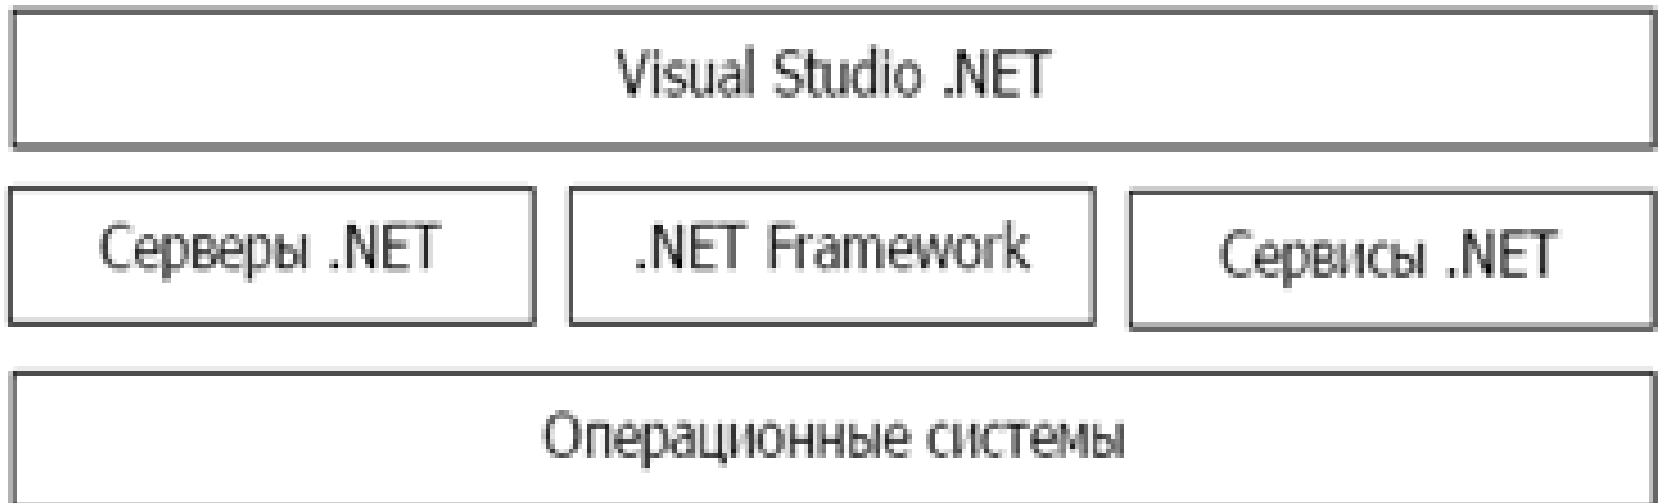 Visual Studio .NET
Серверы .NET
.NET Framework
Сервисы .NET
Операционные системы